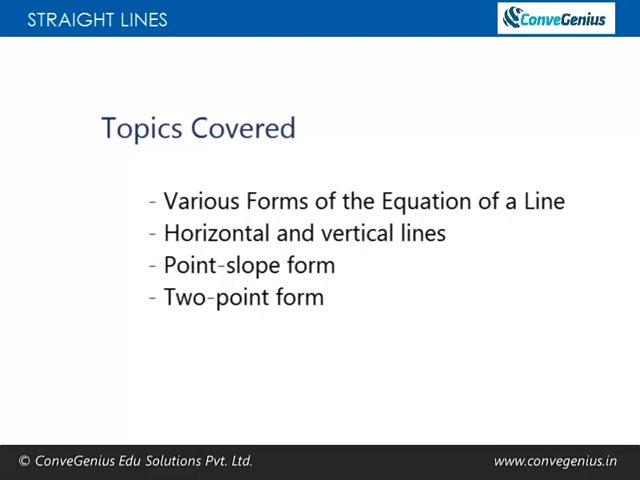 STRAIGHT LINES
ConveGenius
Topics Covered
- Various Forms of the Equation of a Line
- Horizontal and vertical lines
- Point-slope form
- Two-point form
© ConveGenius Edu Solutions Pvt. Ltd.
www.convegenius.in